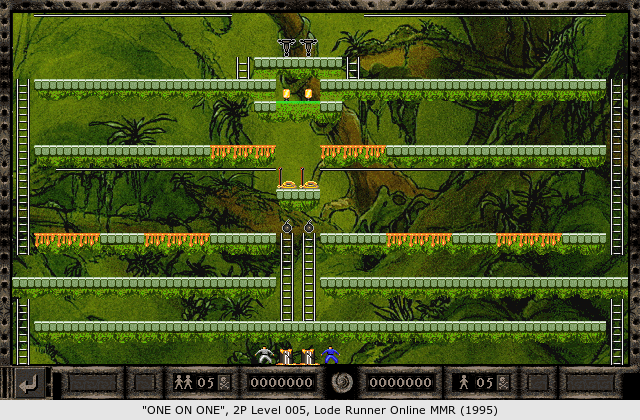 05 0000000 0000000 05
"ONE ON ONE", 2P Level 005, Lode Runner Online MMR (1995)